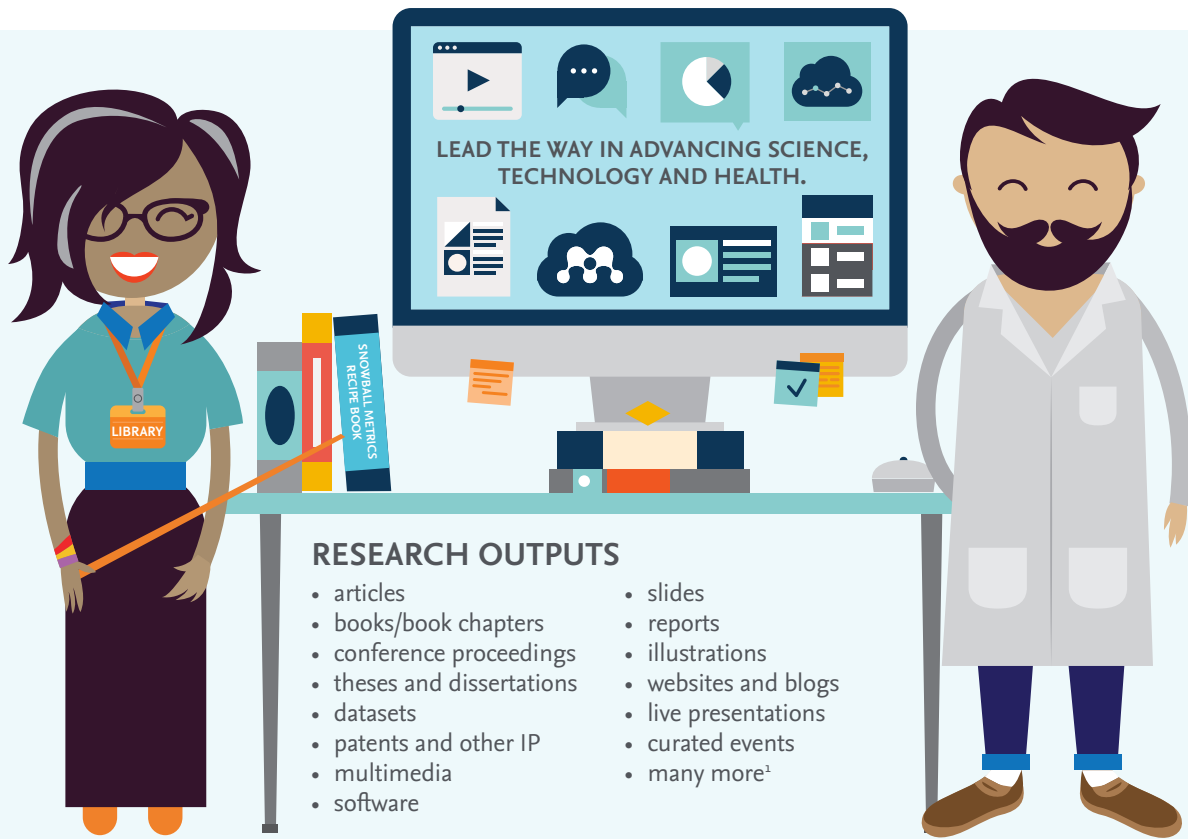 LEAD THE WAY IN ADVANCING SCIENCE,
TECHNOLOGY AND HEALTH.
LIBRARY
SNOWBALL METRICS
RECIPE BOOK
RESEARCH OUTPUTS
• articles
• books/book chapters
• conference proceedings
• theses and dissertations
• datasets
• patents and other IP
• multimedia
• software
• slides
• reports
• illustrations
• websites and blogs
• live presentations
• curated events
• many more¹